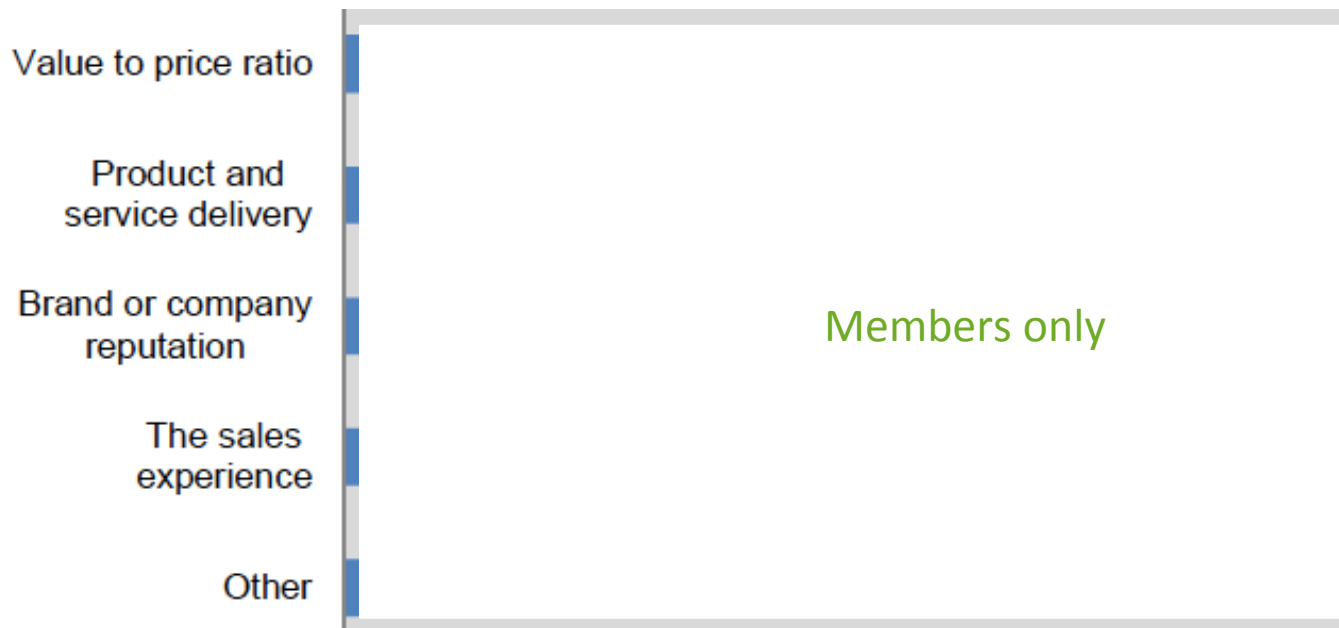 Value to price ratio
Product and
service delivery
Brand or company
reputation
Members only
The sales
experience
Other